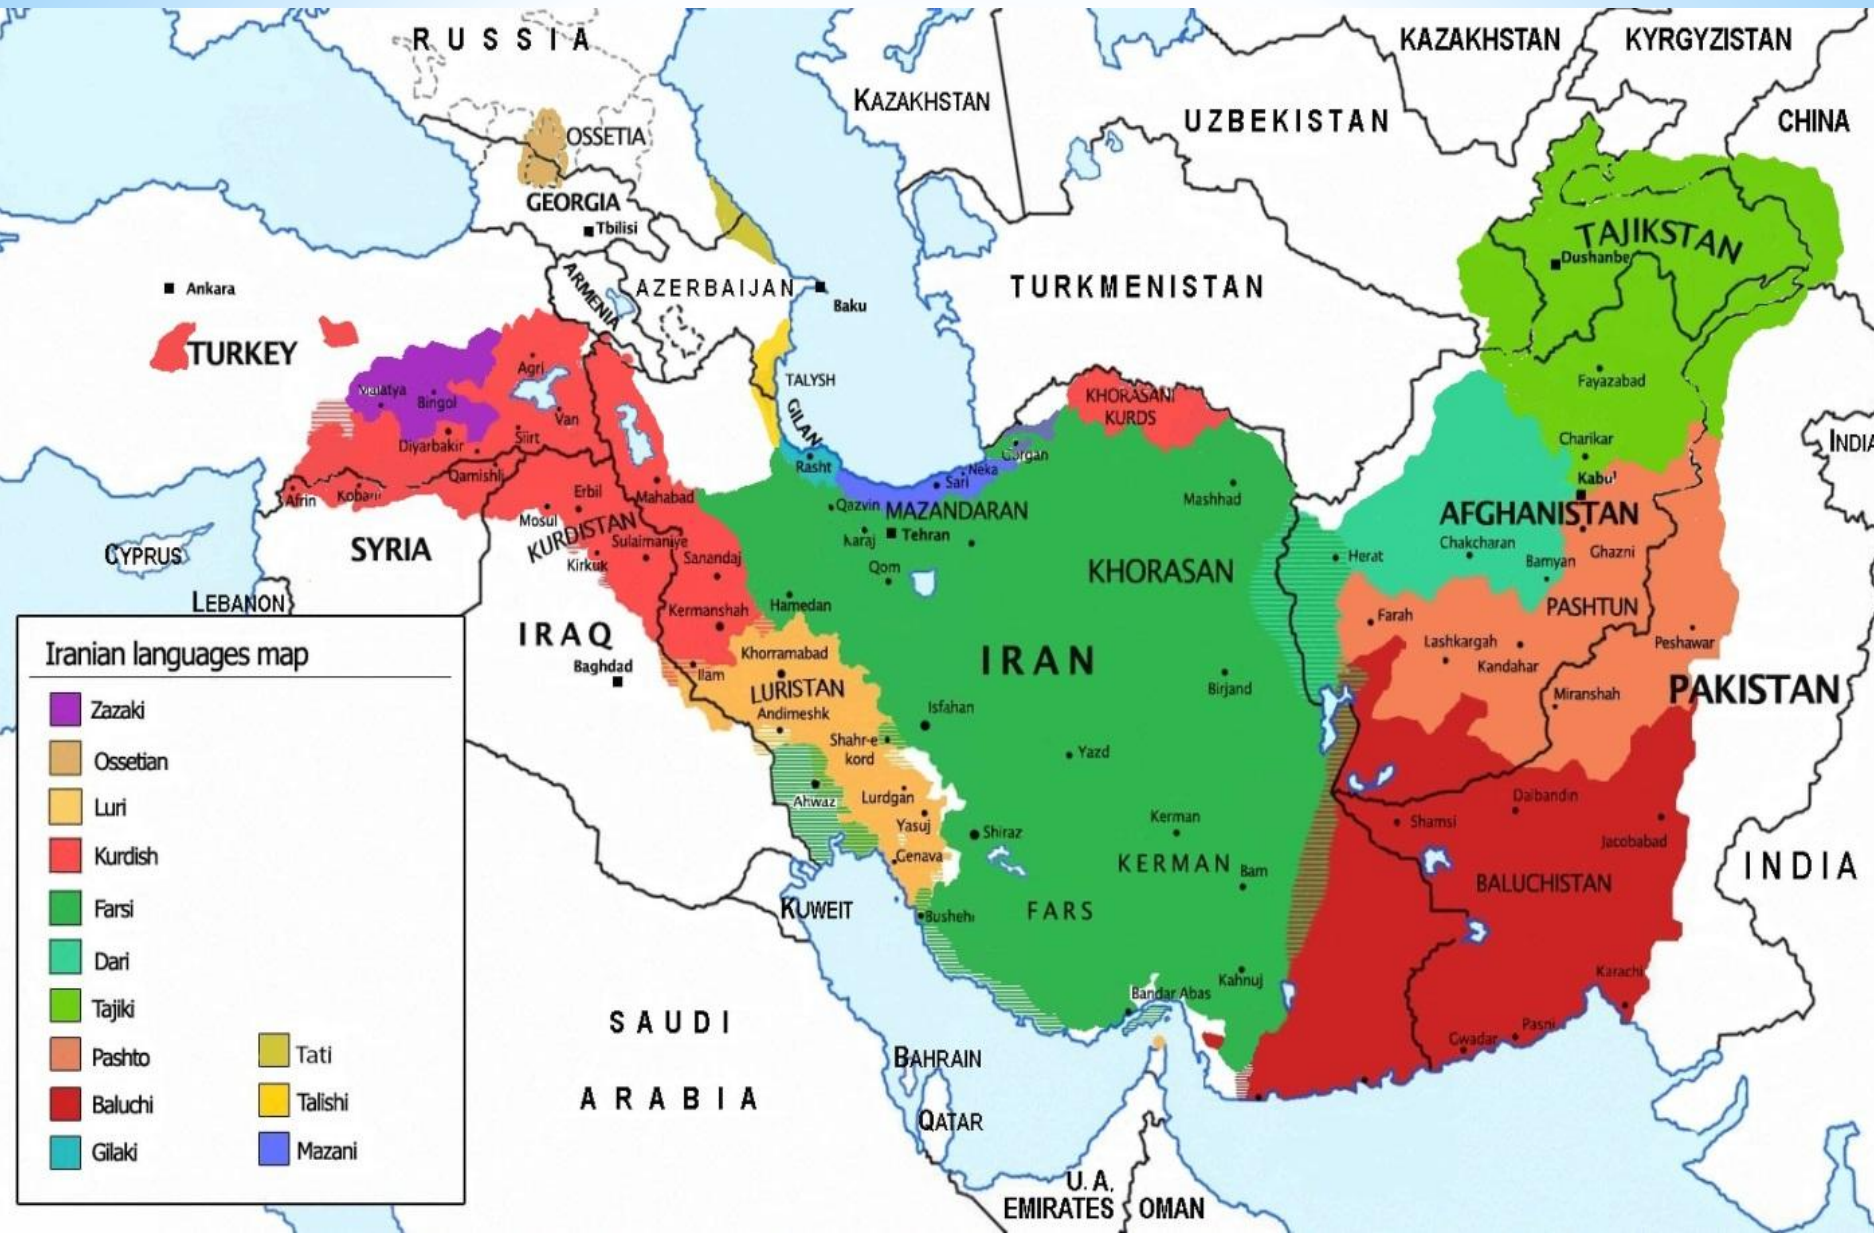 RUSSIA
KAZAKHSTAN
KYRGYZISTAN
KAZAKHSTAN
UZBEKISTAN
CHINA
OSSETIA
GEORGIA
Tbilisi
TAJIKSTAN
Dushanbe
Ankara
ARMENIA
AZERBAIJAN
Baku
TURKMENISTAN
TURKEY
Agri
TALYSH
Malatya
Bingol
Van
GILAN
KHORASANI
KURDS
Fayazabad
Diyarbakir
Siirt
Charikar
INDIA
Qamishli
Rasht
Gorgan
Neka
Sari
Kabul
Afrin
Kobani
Erbil
Mahabad
Qazvin
MAZANDARAN
Mashhad
AFGHANISTAN
Mosul
KURDISTAN
Sulaimaniye
Karaj
Tehran
Chakcharan
Ghazni
CYPRUS
SYRIA
Kirkuk
Sanandaj
Qom
KHORASAN
Herat
Bamyan
LEBANON
Kermanshah
Hamedan
PASHTUN
Farah
IRAQ
Khorramabad
IRAN
Lashkargah
Peshawar
Baghdad
Ilam
LURISTAN
Birjand
Kandahar
PAKISTAN
Miranshah
Andimeshk
Isfahan
Shahr-e
kord
Yazd
Ahwaz
Lurdgan
Dalbandin
Yasuj
Shiraz
Kerman
Shamsi
Jacobabad
Genava
KERMAN
Bam
INDIA
BALUCHISTAN
KUWEIT
Bushehr
FARS
Kahnuj
Karachi
Bandar Abas
SAUDI
ARABIA
Gwadar
Pasni
BAHRAIN
QATAR
U.A.
EMIRATES
OMAN
Iranian languages map
Zazaki
Ossetian
Luri
Kurdish
Farsi
Dari
Tajiki
Pashto
Baluchi
Gilaki
Tati
Talishi
Mazani